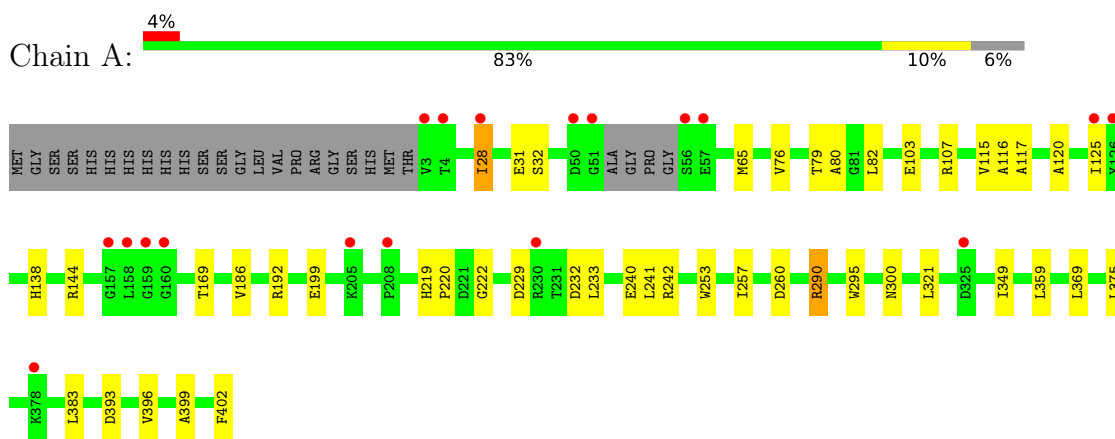 4%
Chain A:
83% 10% 6%
MET GLY SER SER HIS HIS HIS HIS HIS HIS SER SER GLY LEU VAL PRO ARG GLY SER HIS MET THR V3 T4 I28 E31 S32 D50 G51 ALA GLY PRO GLY S56 E57 M65 V76 T79 A80 G81 L82 E103 R107 V115 A116 A117 A120 I125 Y126
H138 R144 G157 L158 G159 G160 T169 V186 R192 E199 K205 P208 H219 P220 D221 G222 D229 R230 T231 D232 L233 E240 L241 R242 W253 I257 D260 R290 W295 N300 L321 D325 I349 L359 L369 L375
K378 L383 D393 V396 A399 F402